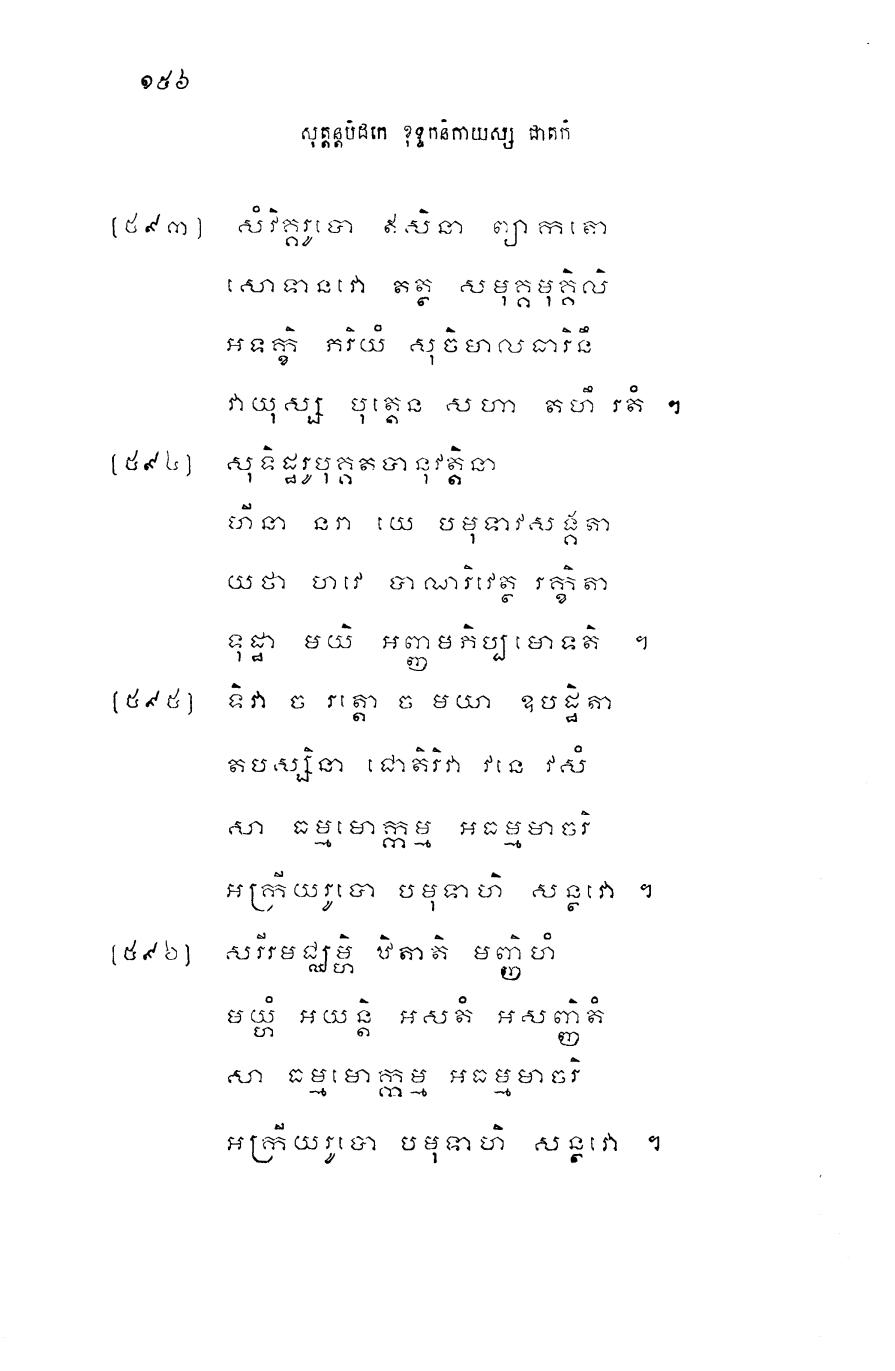 ១៥៦
សុត្តន្តបិដកេ ខុទ្ទកនិកាយស្ស ជាតកំ
[៥៩៣] សំវិគ្គរូបោ ឥសិនា ព្យាកតោ
សោ ទានវោ តត្ថ សមុគ្គមុគ្គិលិ
អទក្ខិ ភរិយំ សុចិមាលធារិនឹ
វាយុស្ស បុត្តេន សហា តហឹ រតំ ។
[៥៩៤] សុទិដ្ឋរូបុគ្គតបានុវត្តិនា
ហីនា នរា យេ បមុទាវសង្គតា
យថា ហវេ បាណរិវេត្ថ រក្ខិតា
ទុដ្ឋា មយិ អញ្ញមភិប្បមោទតិ ។
[៥៩៥] ទិវា ច រត្តោ ច មយា ឧបដ្ឋិតា
តបស្សិនា ជោតិរិវា វនេ វសំ
សា ធម្មមោក្កម្ម អធម្មមាចរិ
អក្រីយរូបោ បមុទាហិ សន្ថវោ ។
[៥៩៦] សរីរមជ្ឈម្ហិ ឋិតាតិ មញ្ញិហំ
មយ្ហំ អយន្តិ អសតំ អសញ្ញិតំ
សា ធម្មមោក្កម្ម អធម្មមាចរិ
អក្រីយរូបោ បមុទាហិ សន្ថវោ ។